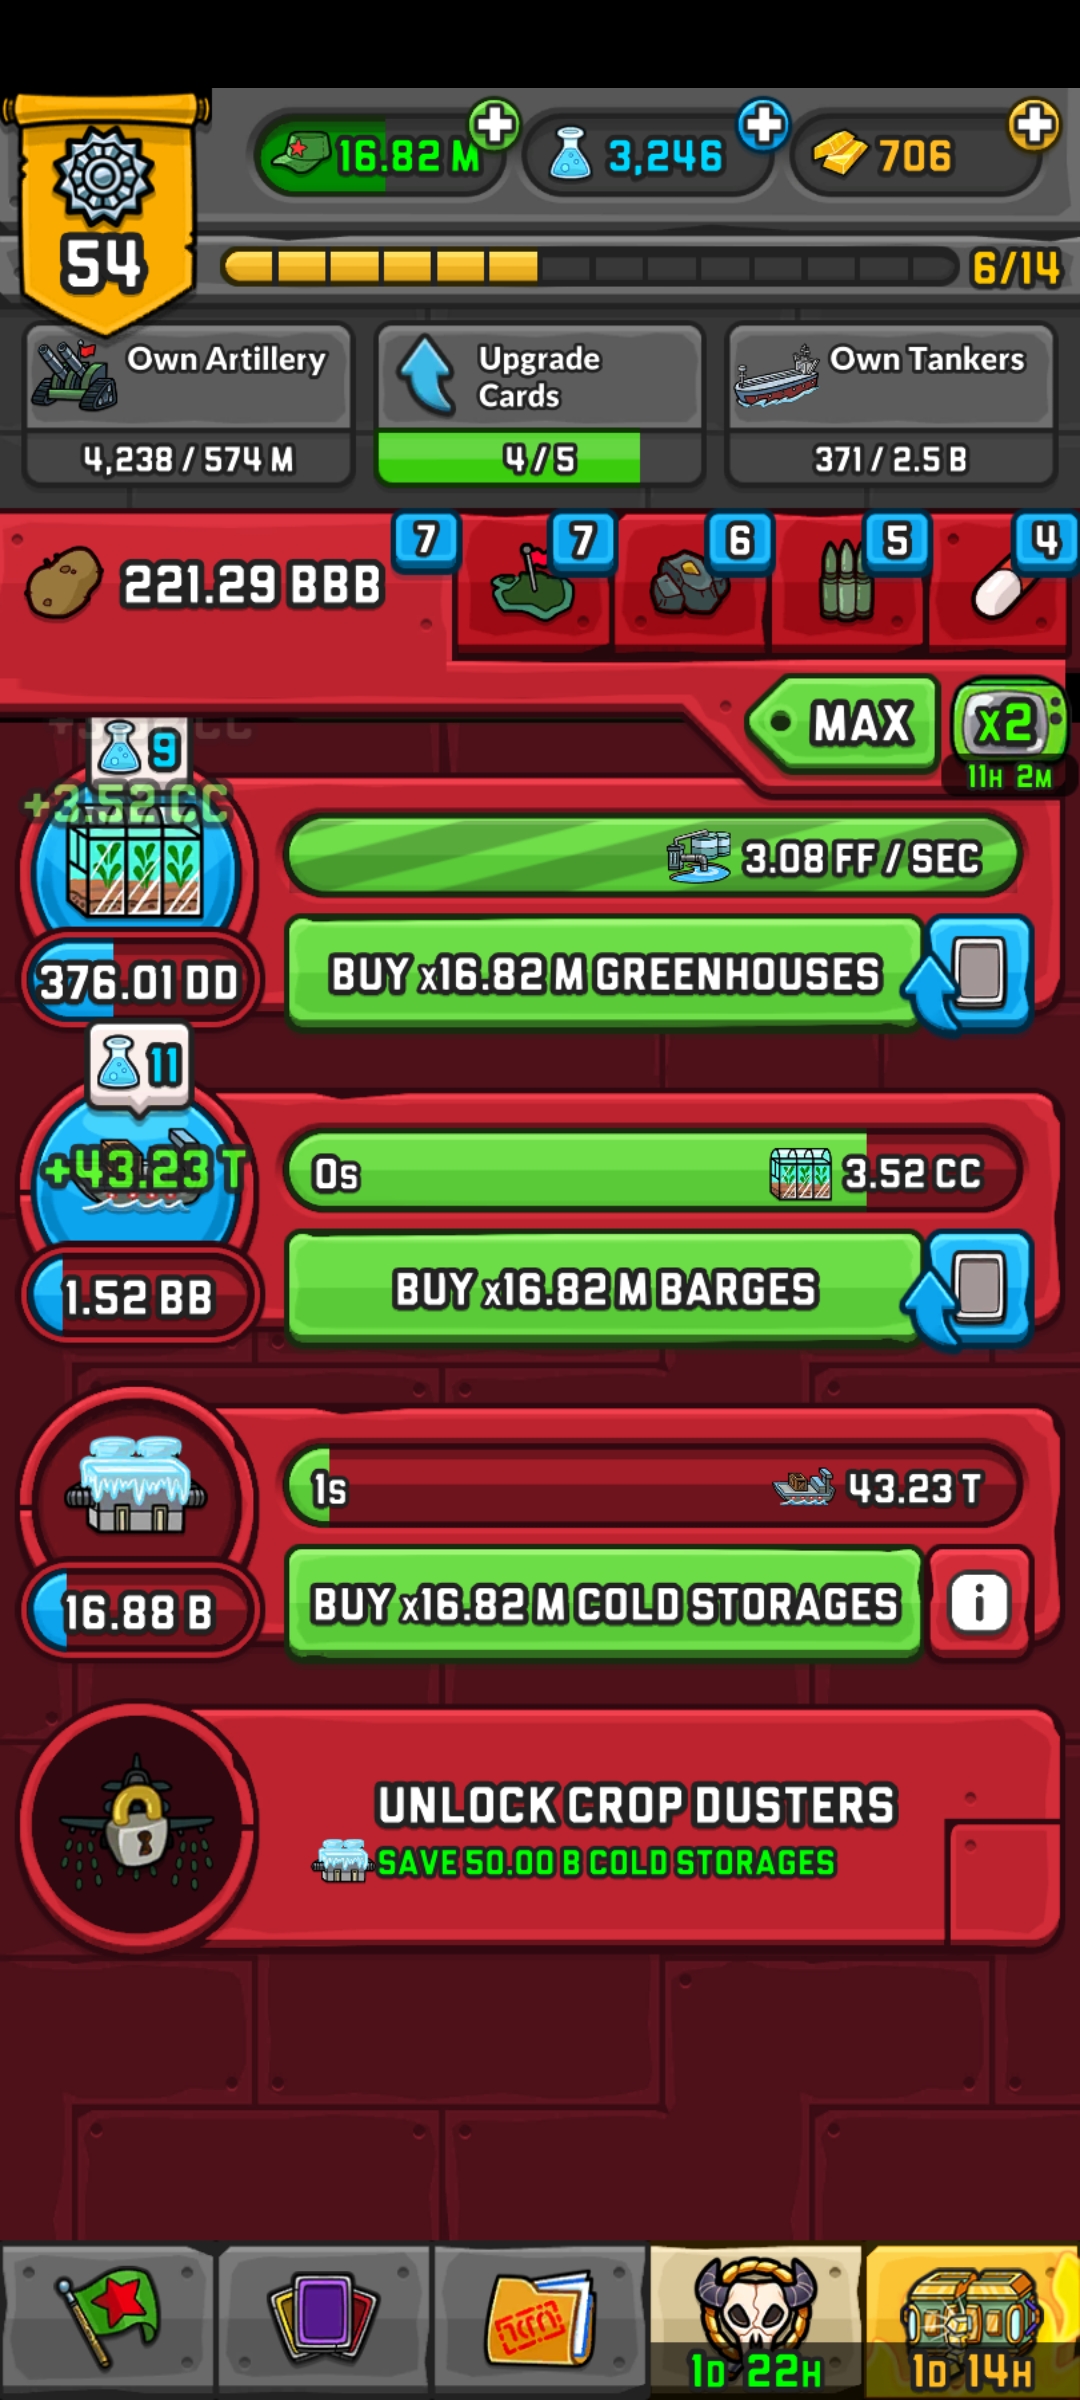 54
16.82 M
3,246
706
6/14
Own Artillery
4,238 / 574 M
Upgrade
Cards
4 / 5
Own Tankers
371 / 2.5 B
221.29 BBB
7
7
6
5
4
MAX
x2
11H 2M
9
+3.52 CC
3.08 FF / SEC
376.01 DD
BUY x16.82 M GREENHOUSES
11
+43.23 T
0s
3.52 CC
1.52 BB
BUY x16.82 M BARGES
1s
43.23 T
16.88 B
BUY x16.82 M COLD STORAGES
i
UNLOCK CROP DUSTERS
SAVE 50.00 B COLD STORAGES
1D 22H
1D 14H